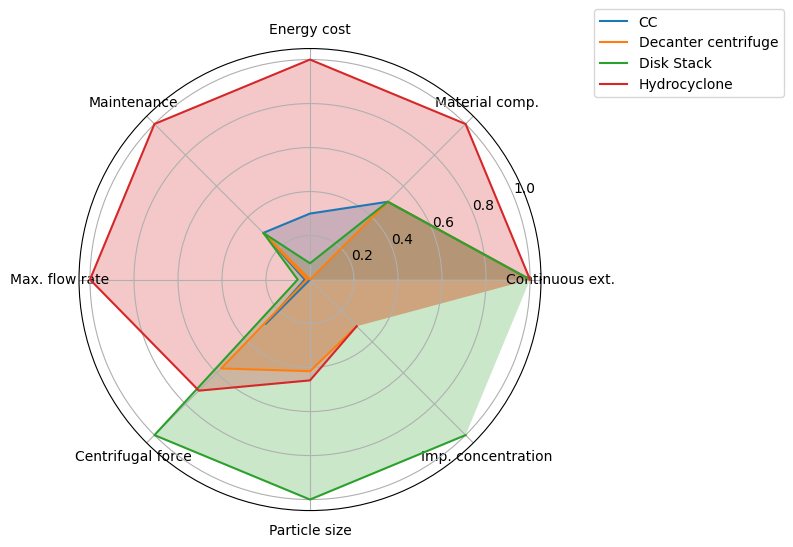 CC
Decanter centrifuge
Disk Stack
Hydrocyclone
Energy cost
Maintenance
Material comp.
1.0
0.8
0.6
0.4
0.2
Max. flow rate
Continuous ext.
Centrifugal force
Imp. concentration
Particle size